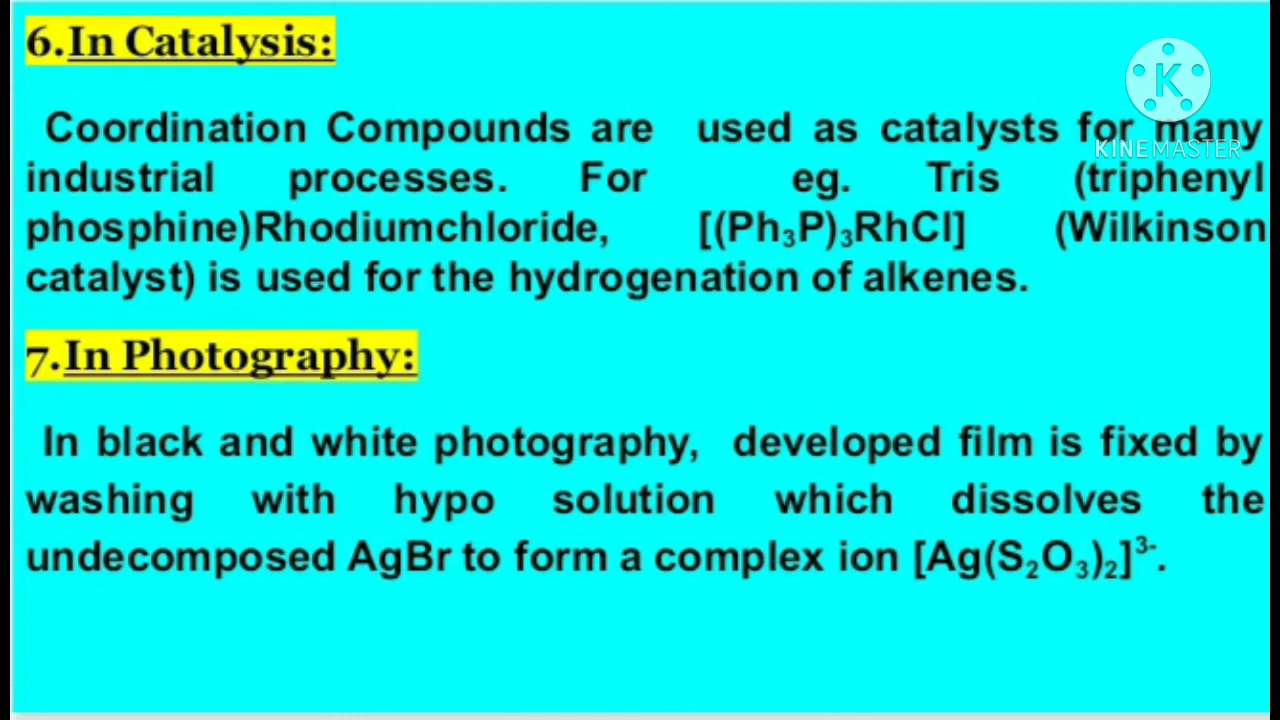 6.In Catalysis:
K
KINEMASTER
Coordination Compounds are used as catalysts for many
industrial processes. For eg. Tris (triphenyl
phosphine)Rhodiumchloride, [(Ph₃P)₃RhCl] (Wilkinson
catalyst) is used for the hydrogenation of alkenes.
7.In Photography:
In black and white photography, developed film is fixed by
washing with hypo solution which dissolves the
undecomposed AgBr to form a complex ion [Ag(S₂O₃)₂]³⁻.